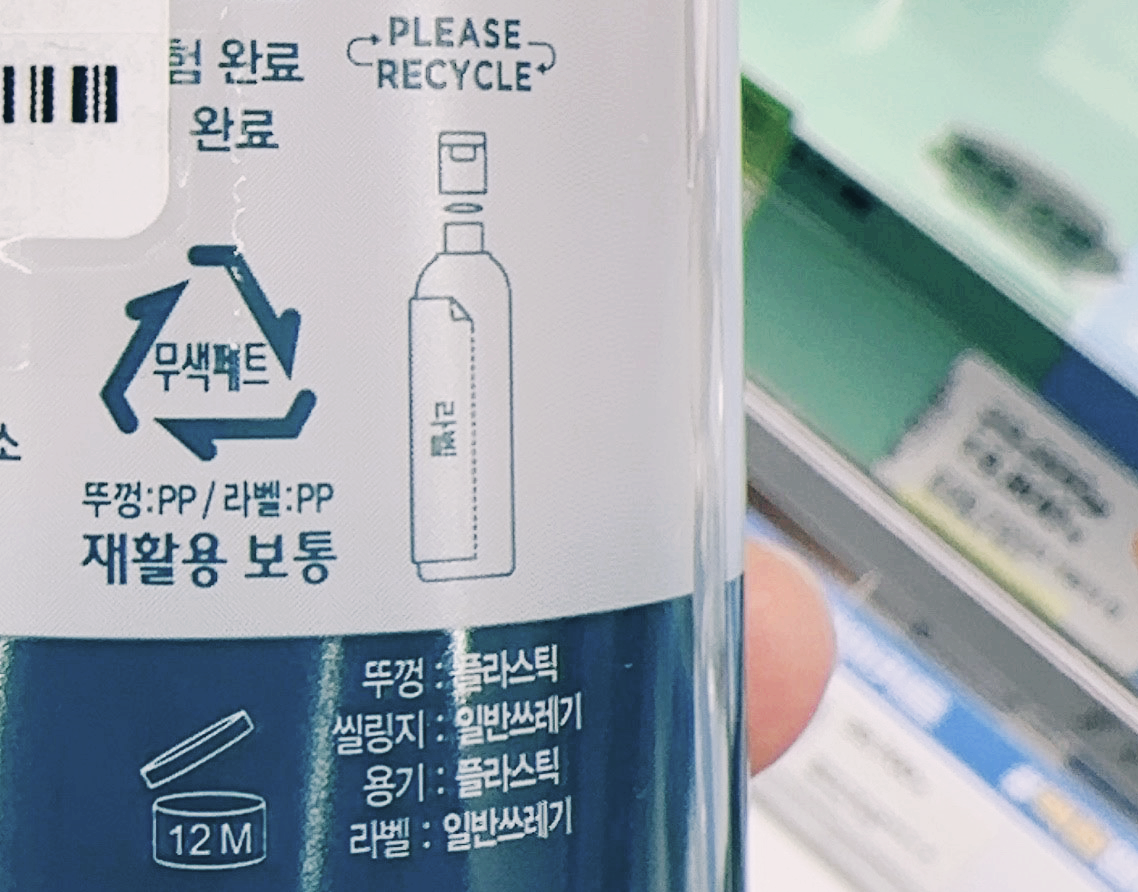 험 완료
완료
PLEASE
RECYCLE
무색페트
라벨
소
뚜껑:PP / 라벨:PP
재활용 보통
뚜껑 : 플라스틱
씰링지 : 일반쓰레기
용기 : 플라스틱
라벨 : 일반쓰레기
12 M